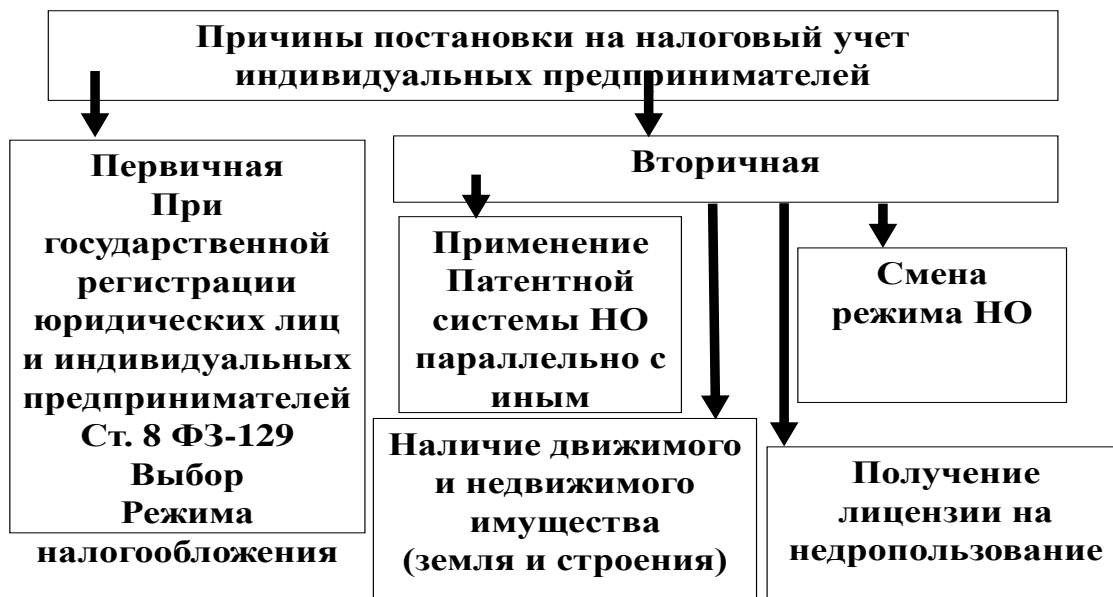 Причины постановки на налоговый учет
индивидуальных предпринимателей
Первичная
При
государственной
регистрации
юридических лиц
и индивидуальных
предпринимателей
Ст. 8 ФЗ-129
Выбор
Режима
налогообложения
Вторичная
Применение
Патентной
системы НО
параллельно с
иным
Смена
режима НО
Наличие движимого
и недвижимого
имущества
(земля и строения)
Получение
лицензии на
недропользование